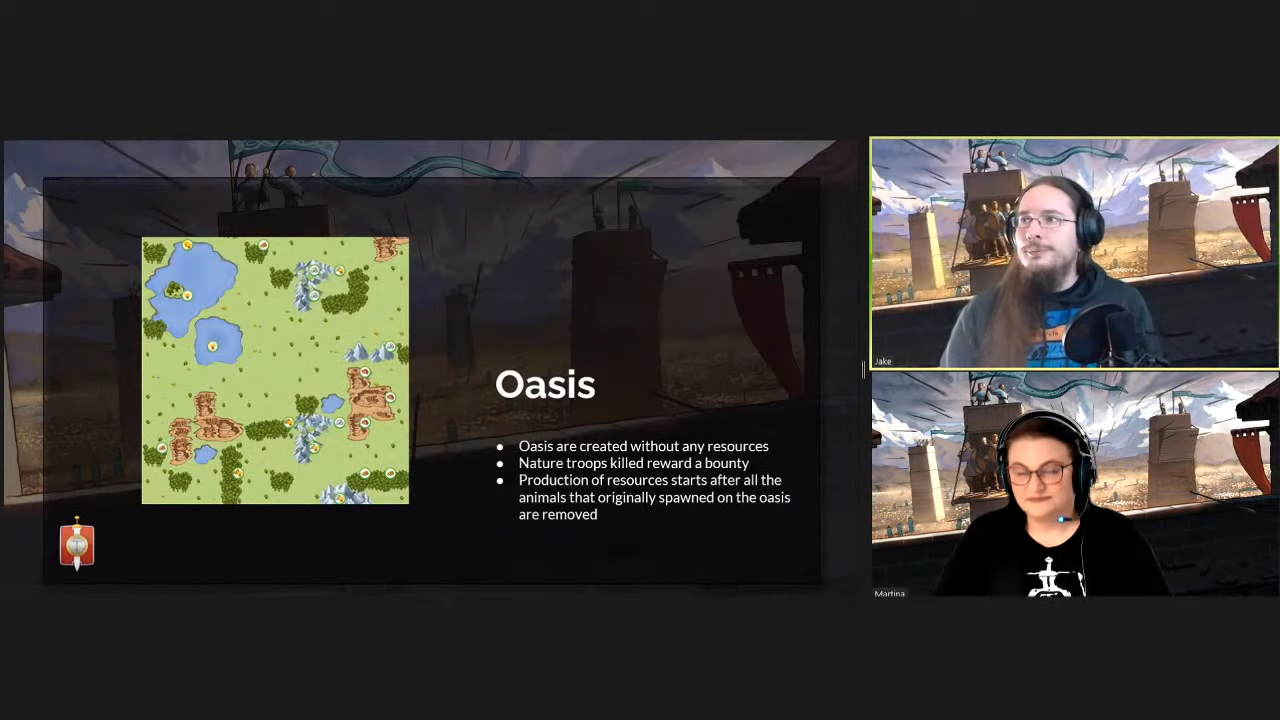 Oasis
● Oasis are created without any resources
● Nature troops killed reward a bounty
● Production of resources starts after all the
animals that originally spawned on the oasis
are removed
Jake
Martina